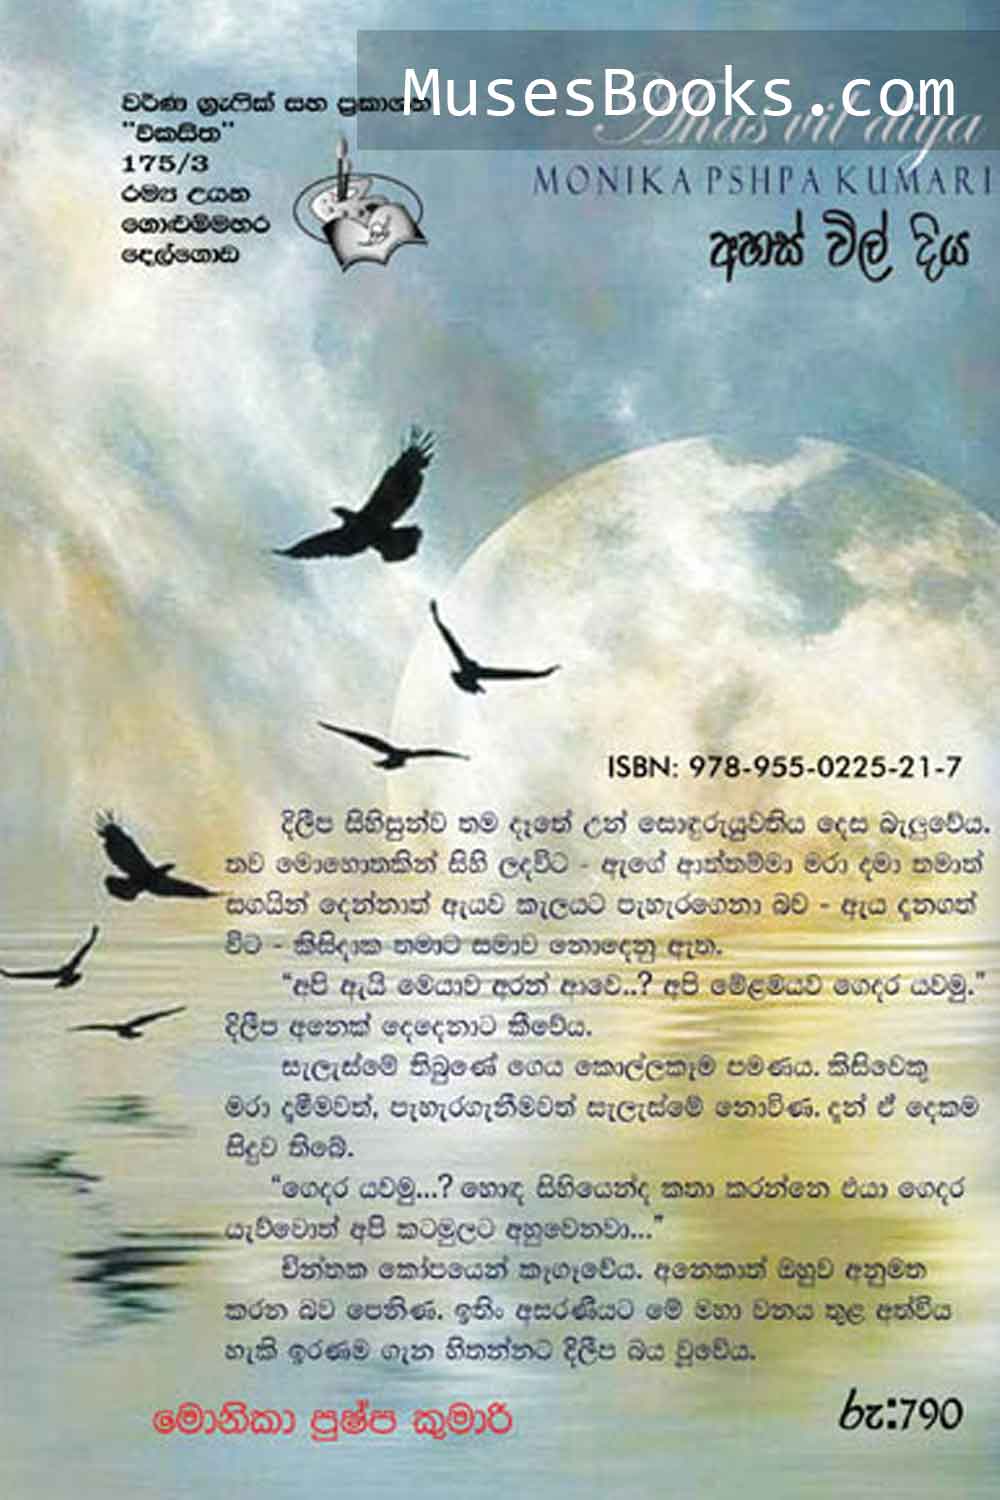 MusesBooks.com
වර්ණ ග්‍රැෆික් සහ ප්‍රකාශන
"විකසිත"
175/3
රම්‍ය උයන
ගොළුම්මහර
දෙල්ගොඩ
Ahas vil diya
MONIKA PSHPA KUMARI
අහස් විල් දිය
ISBN: 978-955-0225-21-7
දිලීප සිහිසුන්ව තම දෑතේ උන් සොඳුරුයුවතිය දෙස බැලුවේය.
තව මොහොතකින් සිහි ලදවිට - ඇගේ ආත්තම්මා මරා දමා තමාත්
සගයින් දෙන්නාත් ඇයව කැලයට පැහැරගෙනා බව - ඇය දැනගත්
විට - කිසිදාක තමාට සමාව නොදෙනු ඇත.
“අපි ඇයි මෙයාව අරන් ආවෙ..? අපි මේළමයව ගෙදර යවමු.”
දිලීප අනෙක් දෙදෙනාට කීවේය.
සැලැස්මේ තිබුණේ ගෙය කොල්ලකෑම පමණය. කිසිවෙකු
මරා දැමීමවත්, පැහැරගැනීමවත් සැලැස්මේ නොවිණ. දැන් ඒ දෙකම
සිදුව තිබේ.
“ගෙදර යවමු...? හොඳ සිහියෙන්ද කතා කරන්නෙ එයා ගෙදර
යැව්වොත් අපි කටමුලට අහුවෙනවා...”
චින්තක කෝපයෙන් කෑගෑවේය. අනෙකාත් ඔහුව අනුමත
කරන බව පෙනිණ. ඉතිං අසරණියට මේ මහා වනය තුළ අත්විය
හැකි ඉරණම ගැන හිතන්නට දිලීප බය වූවේය.
මොනිකා පුෂ්ප කුමාරි
රු:790